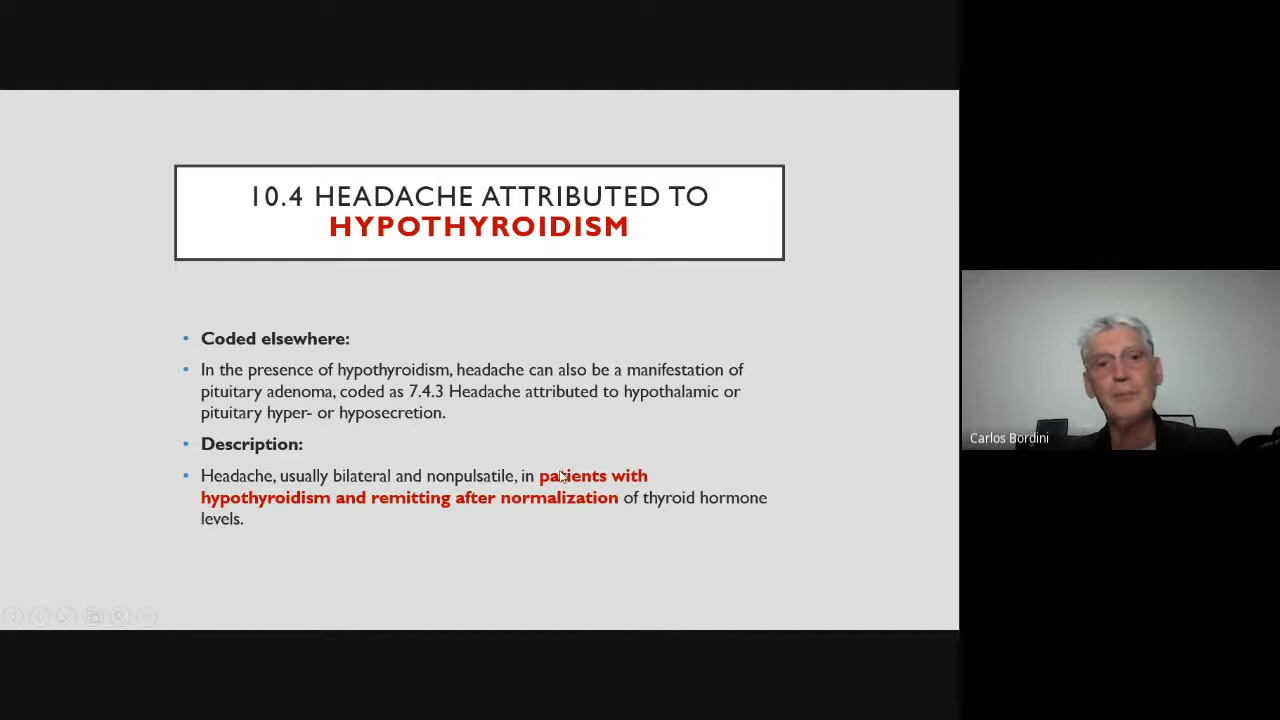 10.4 HEADACHE ATTRIBUTED TO
HYPOTHYROIDISM
• Coded elsewhere:
• In the presence of hypothyroidism, headache can also be a manifestation of
pituitary adenoma, coded as 7.4.3 Headache attributed to hypothalamic or
pituitary hyper- or hyposecretion.
• Description:
• Headache, usually bilateral and nonpulsatile, in patients with
hypothyroidism and remitting after normalization of thyroid hormone
levels.
Carlos Bordini